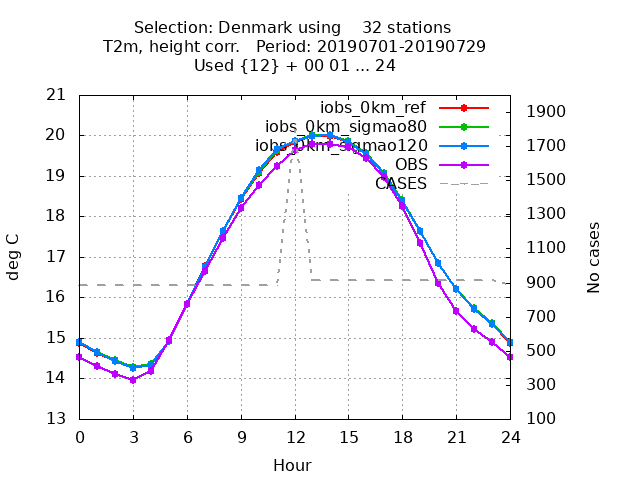 Selection: Denmark using    32 stations
T2m, height corr.   Period: 20190701-20190729
Used {12} + 00 01 ... 24
21
20
19
18
17
16
15
14
13
deg C
iobs_0km_ref
iobs_0km_sigmao80
iobs_0km_sigmao120
OBS
CASES
1900
1700
1500
1300
1100
900
700
500
300
100
No cases
0 3 6 9 12 15 18 21 24
Hour